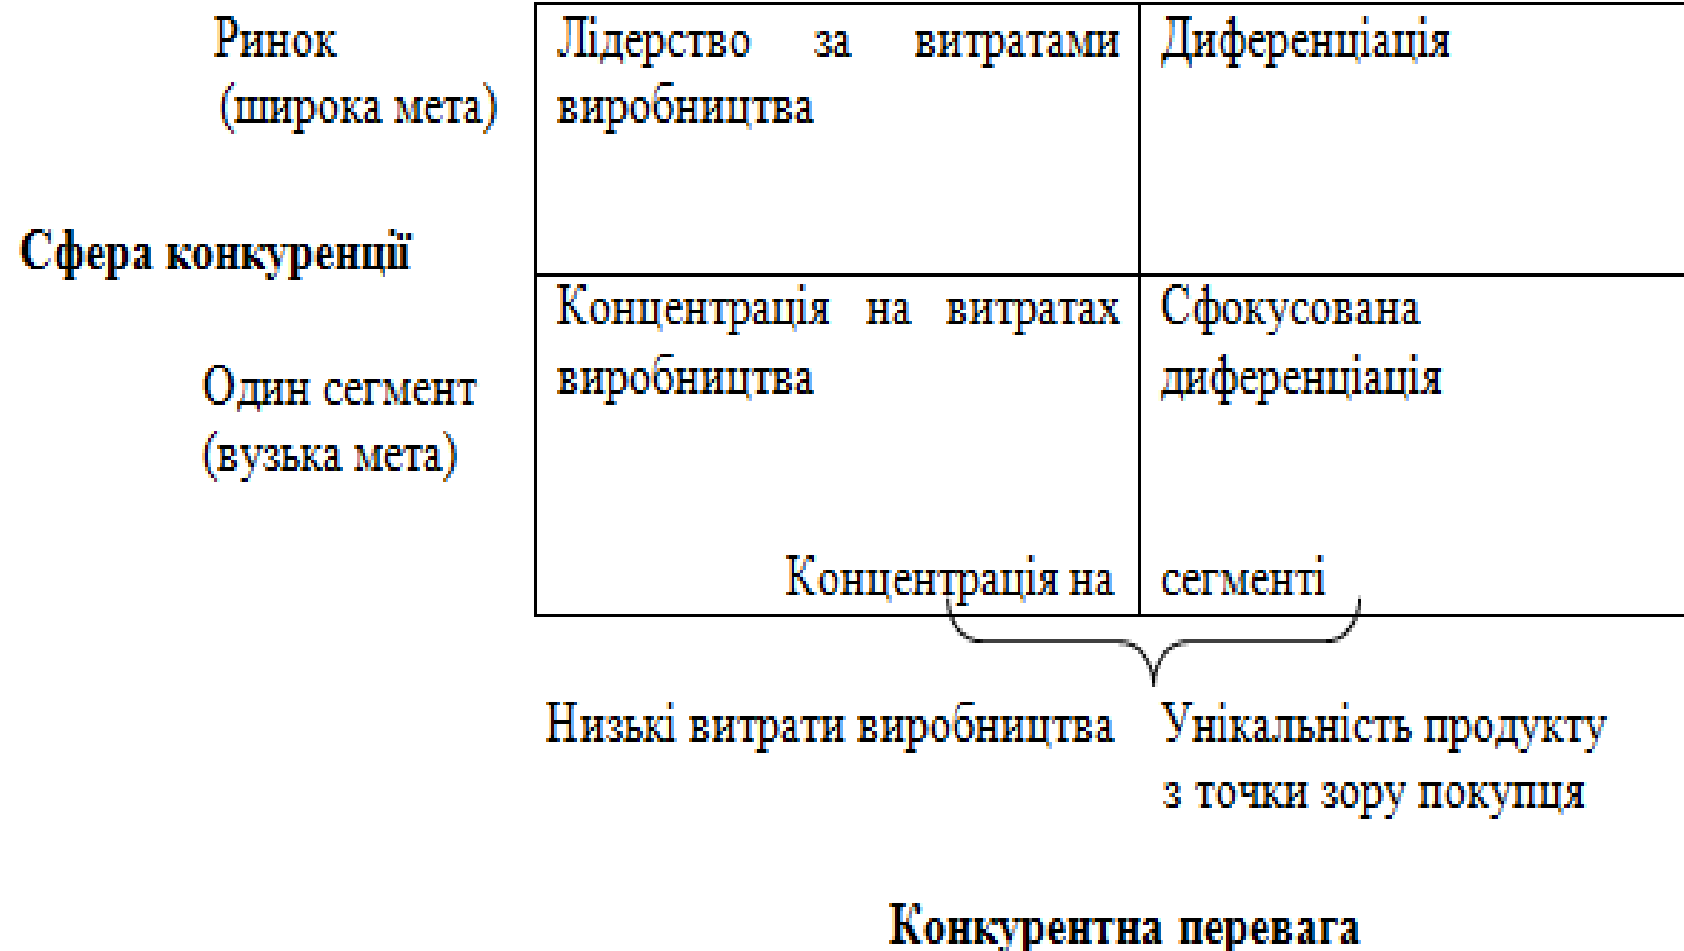 Ринок
(широка мета)
Лідерство за витратами
виробництва
Диференціація
Сфера конкуренції
Один сегмент
(вузька мета)
Концентрація на витратах
виробництва
Сфокусована
диференціація
Концентрація на сегменті
Низькі витрати виробництва
Унікальність продукту
з точки зору покупця
Конкурентна перевага